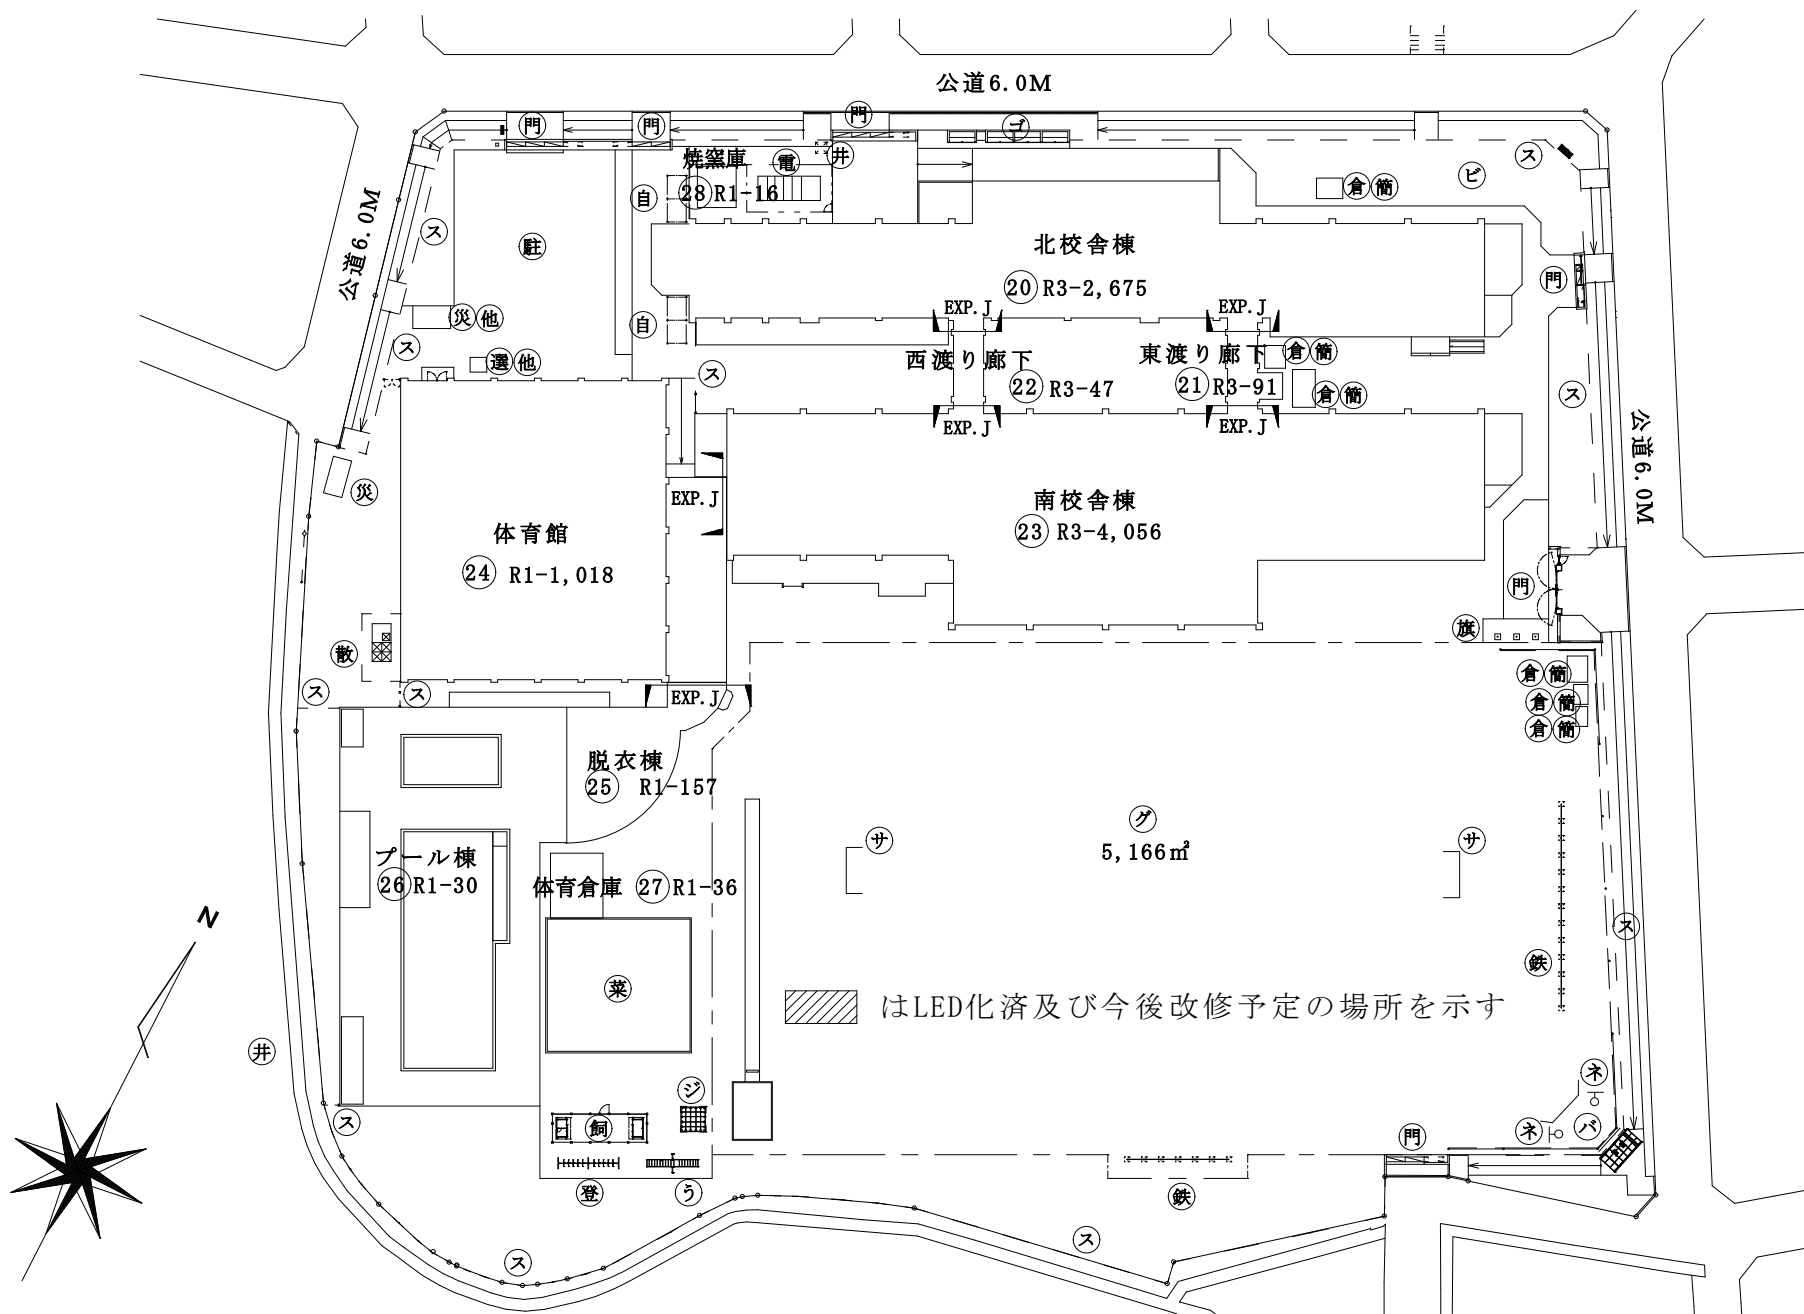 公道6.0M
門
門
門
ゴ
焼窯庫
電
井
28 R1-16
自
ス
ビ
倉 簡
公道6.0M
ス
駐
北校舎棟
20 R3-2,675
門
災 他
自
EXP.J
EXP.J
ス
選 他
西渡り廊下
東渡り廊下
倉 簡
ス
22 R3-47
21 R3-91
倉 簡
ス
公道6.0M
EXP.J
EXP.J
災
EXP.J
南校舎棟
23 R3-4,056
体育館
24 R1-1,018
門
旗
散
ス
ス
EXP.J
倉 簡
倉 簡
倉 簡
脱衣棟
25 R1-157
グ
5,166㎡
サ
サ
プール棟
26 R1-30
体育倉庫 27 R1-36
N
ス
鉄
菜
はLED化済及び今後改修予定の場所を示す
井
ジ
ネ
ス
飼
ネ
バ
門
登
う
鉄
ス
ス